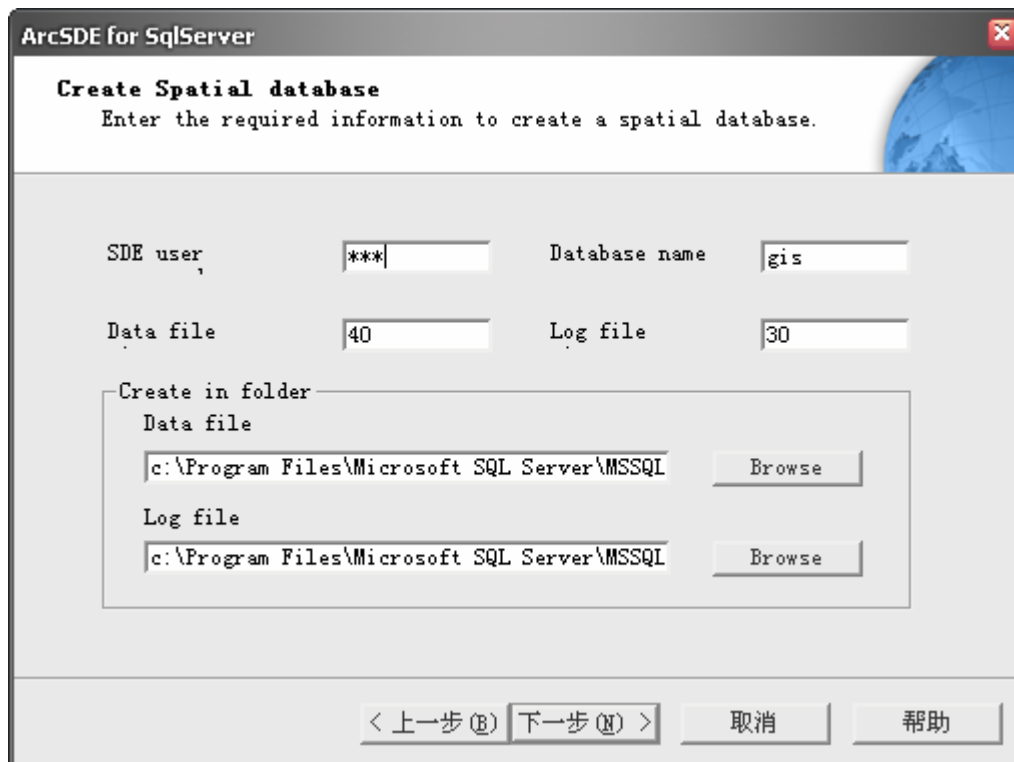 ArcSDE for SqlServer
Create Spatial database
Enter the required information to create a spatial database.
SDE user
***
Database name
gis
Data file
40
Log file
30
Create in folder
Data file
c:\Program Files\Microsoft SQL Server\MSSQL
Browse
Log file
c:\Program Files\Microsoft SQL Server\MSSQL
Browse
< 上一步(B)
下一步(N) >
取消
帮助